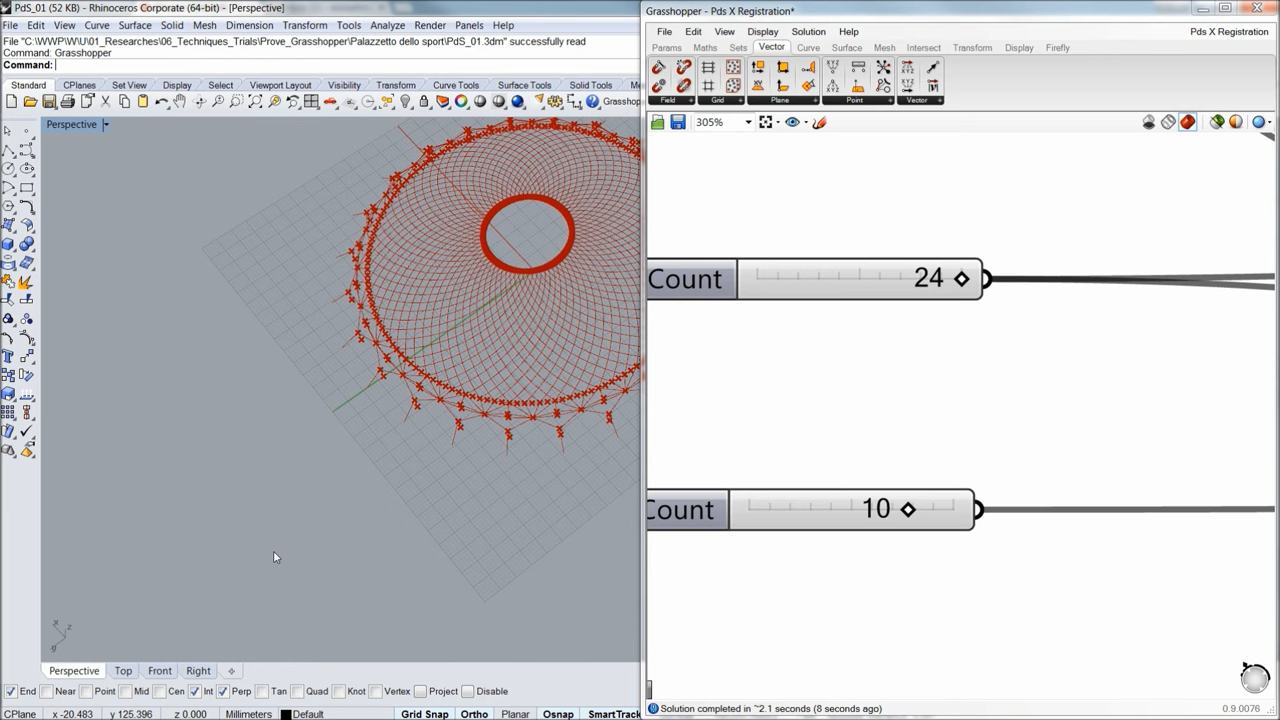 PdS_01 (52 KB) - Rhinoceros Corporate (64-bit) - [Perspective]
File Edit View Curve Surface Solid Mesh Dimension Transform Tools Analyze Render Panels Help
File "C:\WWP\W\U\01_Researches\06_Techniques_Trials\Prove_Grasshopper\Palazzetto dello sport\PdS_01.3dm" successfully read
Command: Grasshopper
Command:
Standard CPlanes Set View Display Select Viewport Layout Visibility Transform Curve Tools Surface Tools Solid Tools Me
Grasshop
Perspective
x z
y
Perspective Top Front Right
End Near Point Mid Cen Int Perp Tan Quad Knot Vertex Project Disable
CPlane x -20.483 y 125.396 z 0.000 Millimeters Default Grid Snap Ortho Planar Osnap SmartTrack
Grasshopper - Pds X Registration*
File Edit View Display Solution Help Pds X Registration
Params Maths Sets Vector Curve Surface Mesh Intersect Transform Display Firefly
Field Grid Plane Point Vector
305%
Count 24
Count 10
Solution completed in ~2.1 seconds (8 seconds ago) 0.9.0076